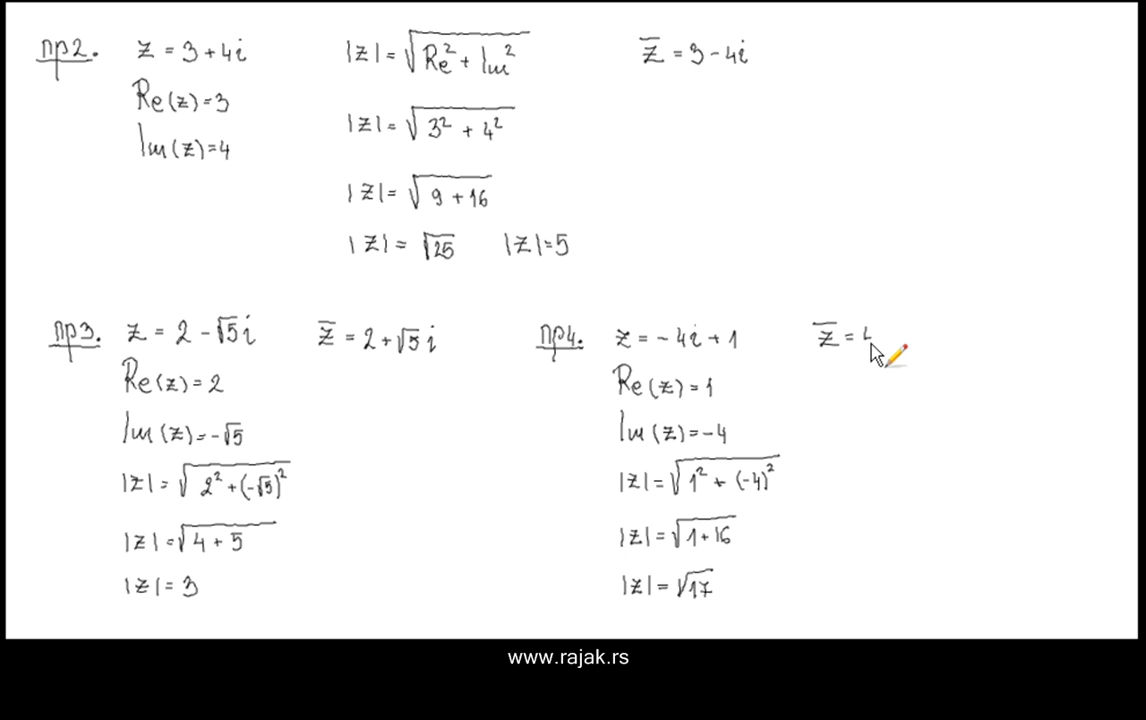 пр2. z = 3 + 4i |z| = √(Re² + Im²) z̅ = 3 - 4i
Re(z) = 3
|z| = √(3² + 4²)
Im(z) = 4
|z| = √(9 + 16)
|z| = √25 |z| = 5
пр3. z = 2 - √5 i z̅ = 2 + √5 i
Re(z) = 2
Im(z) = -√5
|z| = √(2² + (-√5)²)
|z| = √(4 + 5)
|z| = 3
пр4. z = -4i + 1 z̅ = 4
Re(z) = 1
Im(z) = -4
|z| = √(1² + (-4)²)
|z| = √(1 + 16)
|z| = √17
www.rajak.rs